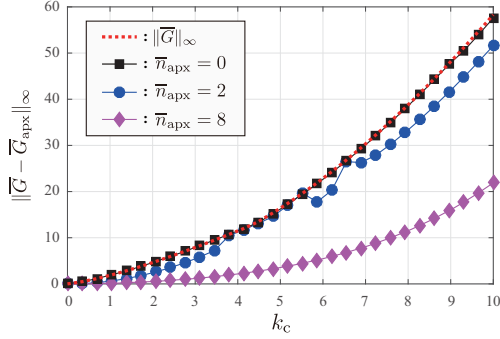 60
50
40
30
20
10
0
‖G̅ − G̅apx‖∞
: ‖G̅‖∞
: n̅apx = 0
: n̅apx = 2
: n̅apx = 8
0 1 2 3 4 5 6 7 8 9 10
kc